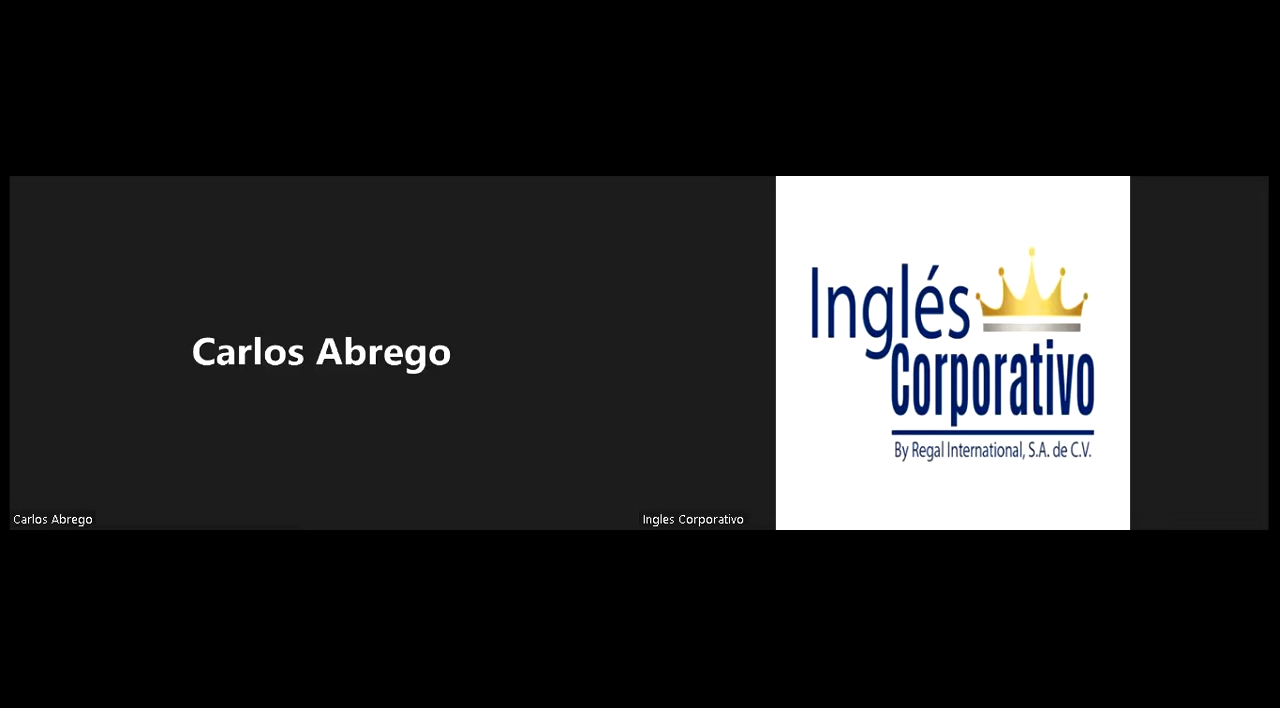 Carlos Abrego
Carlos Abrego
Inglés
Corporativo
By Regal International, S.A. de C.V.
Ingles Corporativo